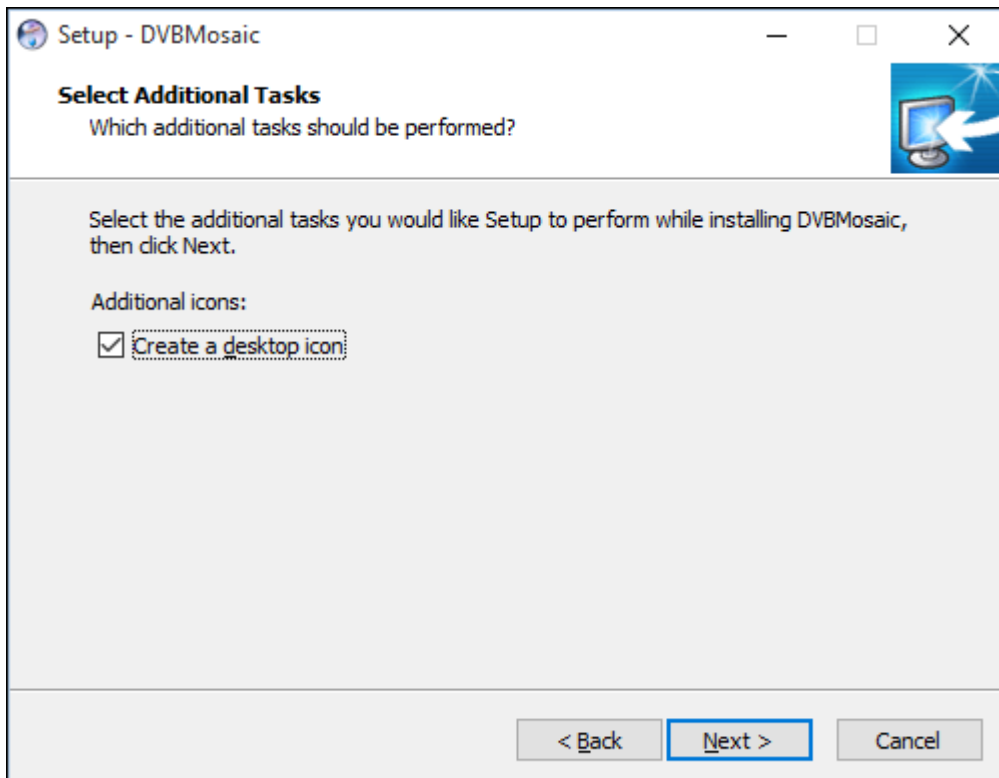 Setup - DVBMosaic
Select Additional Tasks
Which additional tasks should be performed?
Select the additional tasks you would like Setup to perform while installing DVBMosaic,
then click Next.
Additional icons:
Create a desktop icon
< Back Next > Cancel